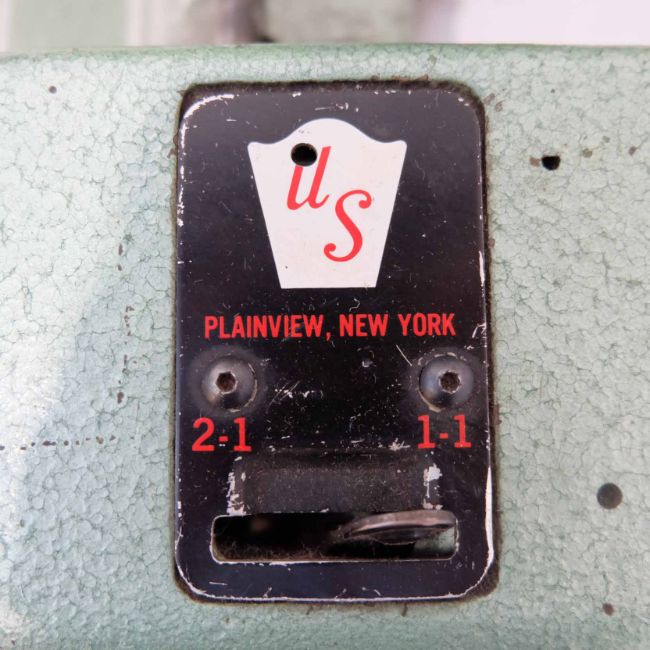 US
PLAINVIEW, NEW YORK
2-1 1-1